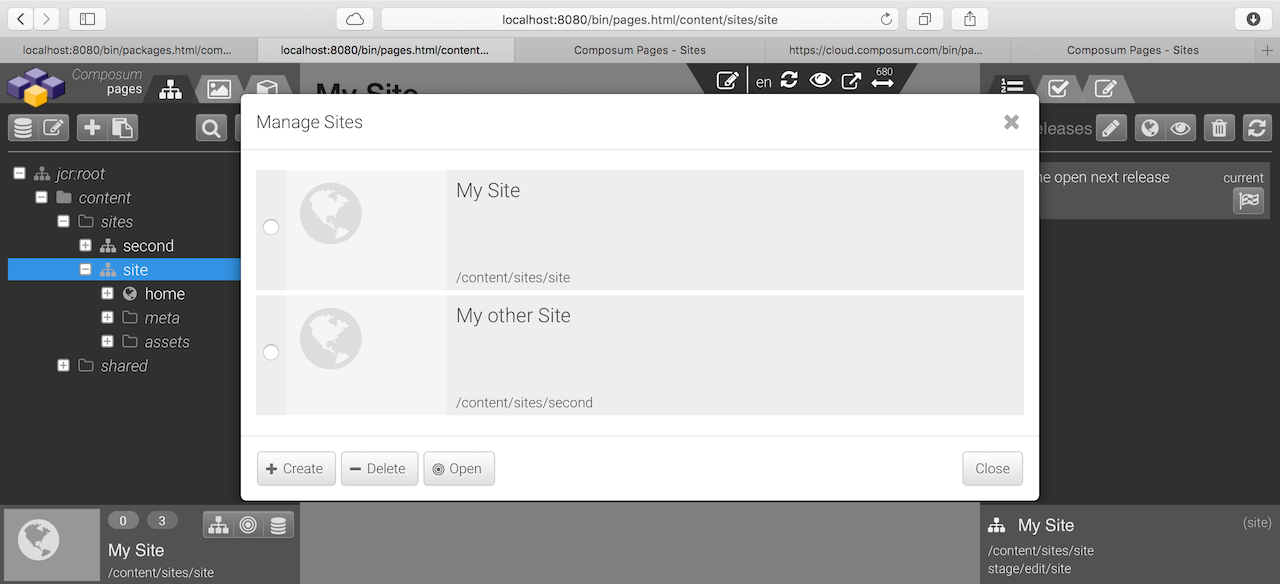 localhost:8080/bin/pages.html/content/sites/site
localhost:8080/bin/packages.html/com...
localhost:8080/bin/pages.html/content...
Composum Pages - Sites
https://cloud.composum.com/bin/pa...
Composum Pages - Sites
Composum
pages
My Site
en
680
Manage Sites
eleases
jcr:root
content
sites
second
site
home
meta
assets
shared
My Site
/content/sites/site
My other Site
/content/sites/second
Create
Delete
Open
Close
ne open next release
current
0
3
My Site
/content/sites/site
My Site
(site)
/content/sites/site
stage/edit/site